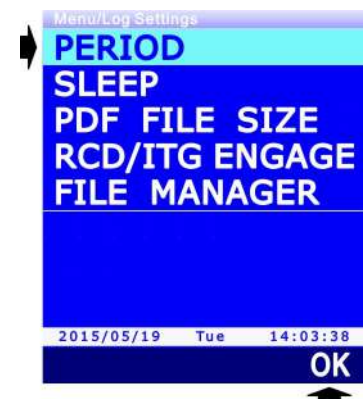 Menu/Log Settings
PERIOD
SLEEP
PDF FILE SIZE
RCD/ITG ENGAGE
FILE MANAGER
2015/05/19 Tue 14:03:38
OK